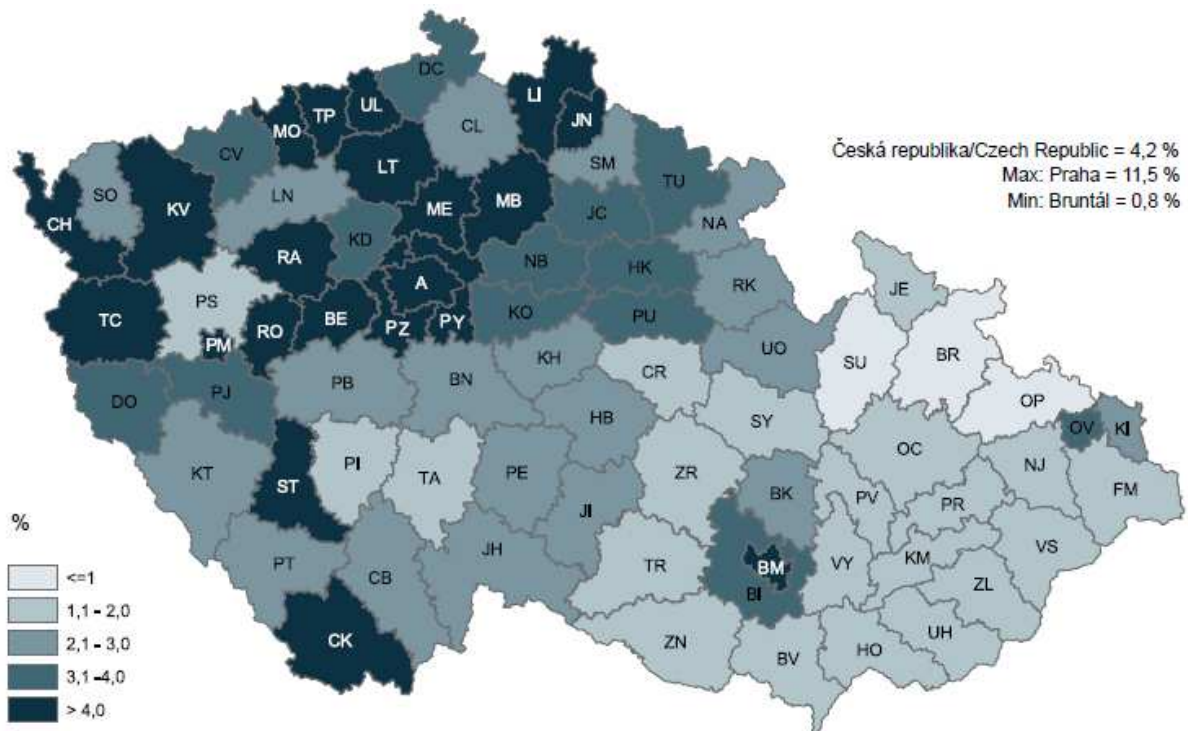 DC
LI
UL
TP
MO
JN
CL
CV
LT
SM
TU
SO
KV
LN
ME
MB
CH
JC
NA
KD
RA
NB
HK
A
RK
PS
JE
TC
RO
BE
PZ
PY
KO
PU
PM
UO
KH
CR
SU
BR
PB
BN
DO
PJ
OP
HB
SY
OV
KI
KT
PI
TA
PE
ZR
OC
NJ
FM
ST
BK
PV
PR
JI
JH
VS
PT
CB
TR
BM
VY
KM
BI
ZL
CK
ZN
BV
HO
UH
Česká republika/Czech Republic = 4,2 %
Max: Praha = 11,5 %
Min: Bruntál = 0,8 %
%
<=1
1,1 – 2,0
2,1 – 3,0
3,1 –4,0
> 4,0